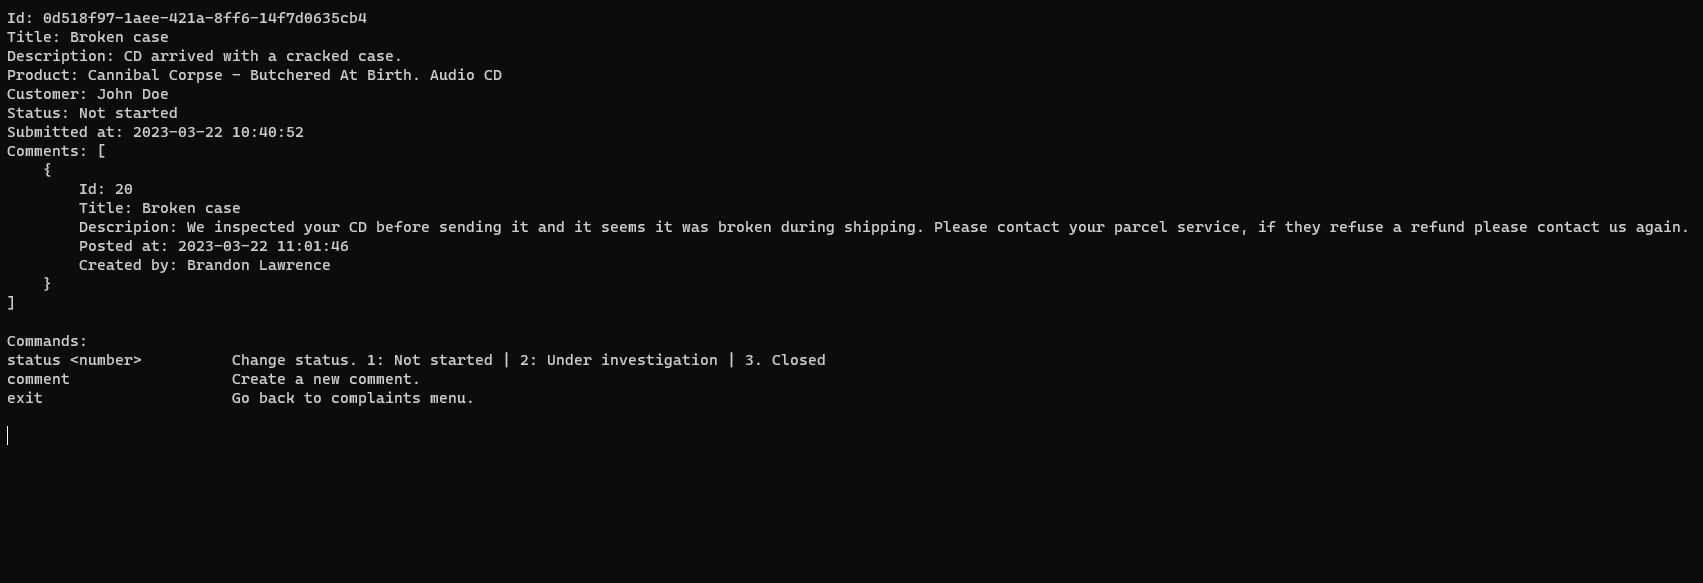 Id: 0d518f97-1aee-421a-8ff6-14f7d0635cb4
Title: Broken case
Description: CD arrived with a cracked case.
Product: Cannibal Corpse - Butchered At Birth. Audio CD
Customer: John Doe
Status: Not started
Submitted at: 2023-03-22 10:40:52
Comments: [
    {
        Id: 20
        Title: Broken case
        Descripion: We inspected your CD before sending it and it seems it was broken during shipping. Please contact your parcel service, if they refuse a refund please contact us again.
        Posted at: 2023-03-22 11:01:46
        Created by: Brandon Lawrence
    }
]

Commands:
status <number>          Change status. 1: Not started | 2: Under investigation | 3. Closed
comment                  Create a new comment.
exit                     Go back to complaints menu.